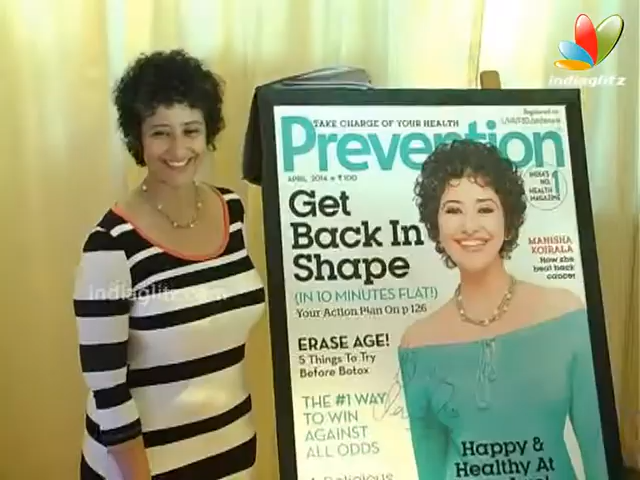 indiaglitz
TAKE CHARGE OF YOUR HEALTH
Prevention
APRIL 2014 ₹100
INDIA'S
NO.
HEALTH
MAGAZINE
1
Get
Back In
Shape
(IN 10 MINUTES FLAT!)
Your Action Plan On p 126
MANISHA
KOIRALA
How she
beat back
cancer
ERASE AGE!
5 Things To Try
Before Botox
THE #1 WAY
TO WIN
AGAINST
ALL ODDS
Happy &
Healthy At
indiaglitz.com